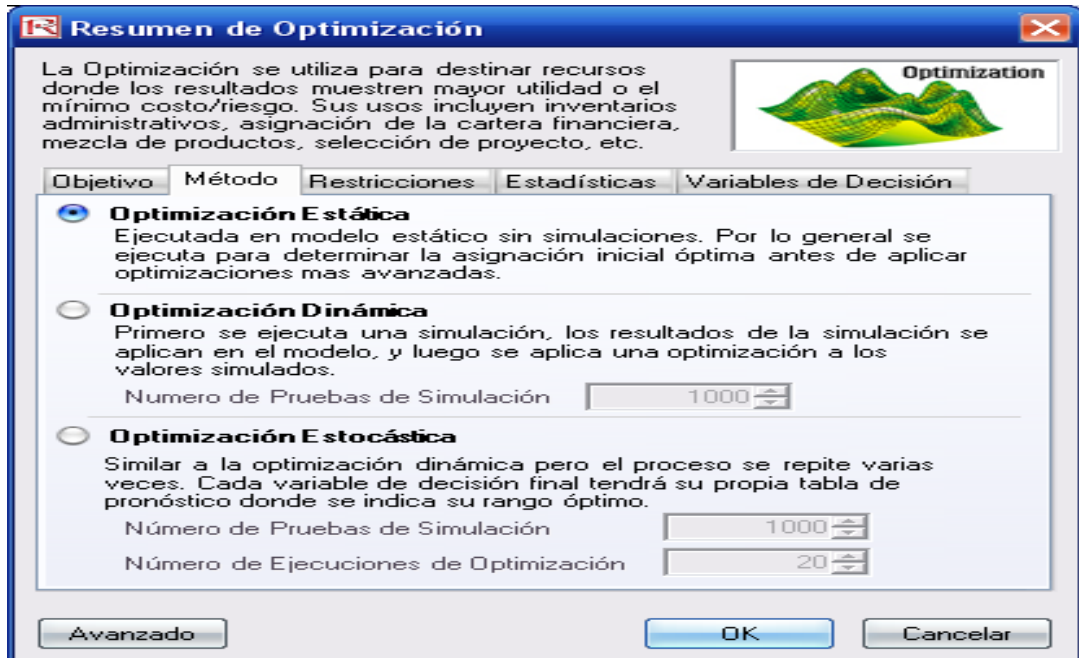 Resumen de Optimización
La Optimización se utiliza para destinar recursos
donde los resultados muestren mayor utilidad o el
mínimo costo/riesgo. Sus usos incluyen inventarios
administrativos, asignación de la cartera financiera,
mezcla de productos, selección de proyecto, etc.
Optimization
Objetivo Método Restricciones Estadísticas Variables de Decisión
Optimización Estática
Ejecutada en modelo estático sin simulaciones. Por lo general se
ejecuta para determinar la asignación inicial óptima antes de aplicar
optimizaciones mas avanzadas.
Optimización Dinámica
Primero se ejecuta una simulación, los resultados de la simulación se
aplican en el modelo, y luego se aplica una optimización a los
valores simulados.
Numero de Pruebas de Simulación 1000
Optimización Estocástica
Similar a la optimización dinámica pero el proceso se repite varias
veces. Cada variable de decisión final tendrá su propia tabla de
pronóstico donde se indica su rango óptimo.
Número de Pruebas de Simulación 1000
Número de Ejecuciones de Optimización 20
Avanzado OK Cancelar